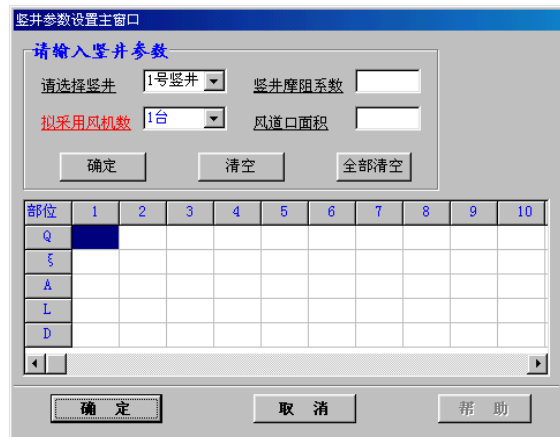 竖井参数设置主窗口
请输入竖井参数
请选择竖井 1号竖井 竖井摩阻系数
拟采用风机数 1台 风道口面积
确定 清空 全部清空
部位 1 2 3 4 5 6 7 8 9 10
Q
ξ
A
L
D
确 定 取 消 帮 助